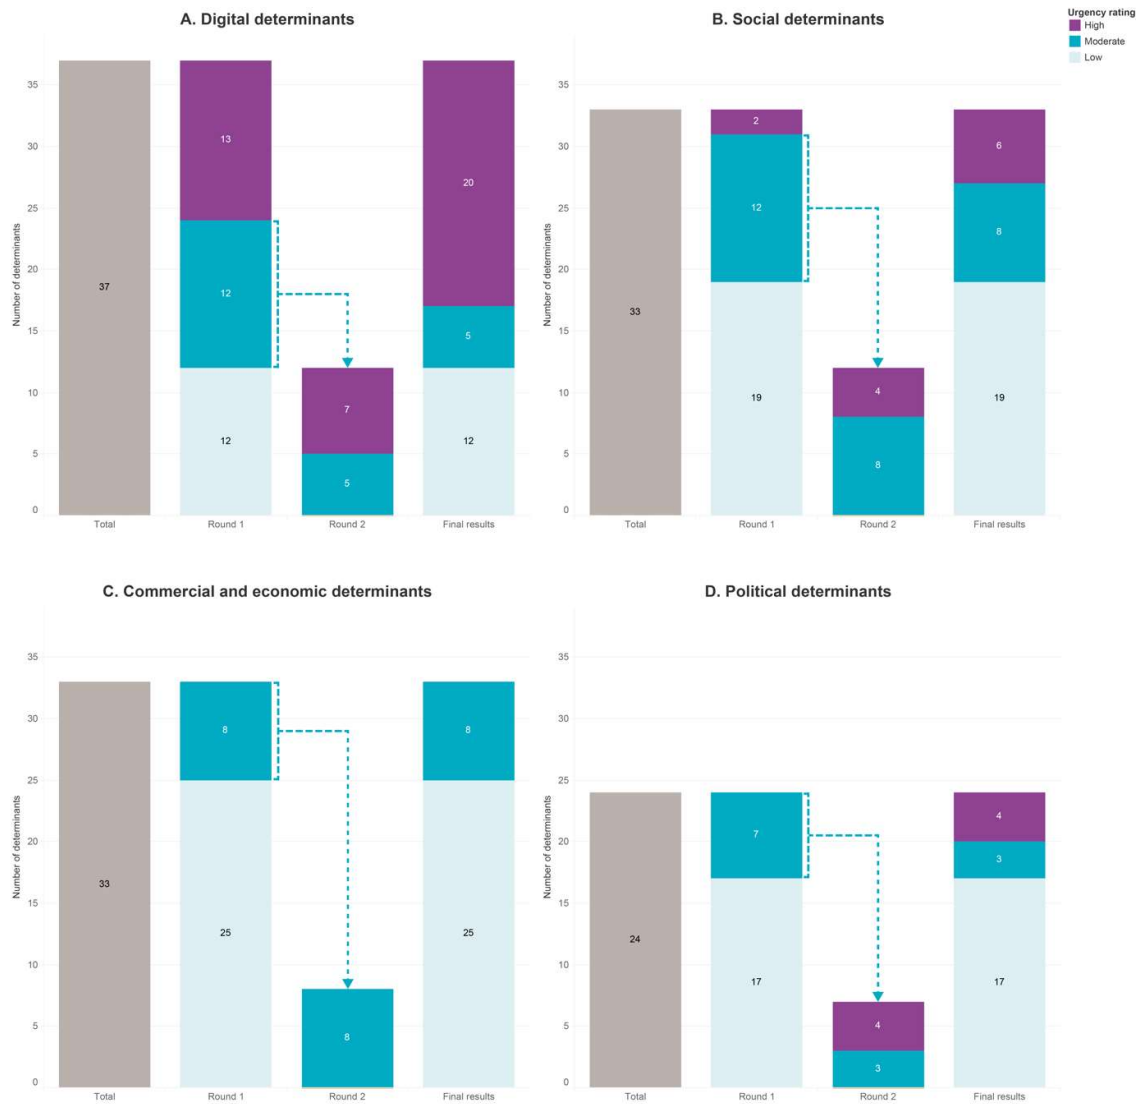 A. Digital determinants
Number of determinants
35
30
25
20
15
10
5
0
37
13
12
12
7
5
20
5
12
Total
Round 1
Round 2
Final results
B. Social determinants
Urgency rating
High
Moderate
Low
Number of determinants
35
30
25
20
15
10
5
0
33
2
12
19
4
8
6
8
19
Total
Round 1
Round 2
Final results
C. Commercial and economic determinants
Number of determinants
35
30
25
20
15
10
5
0
33
8
25
8
8
25
Total
Round 1
Round 2
Final results
D. Political determinants
Number of determinants
35
30
25
20
15
10
5
0
24
7
17
4
3
4
3
17
Total
Round 1
Round 2
Final results